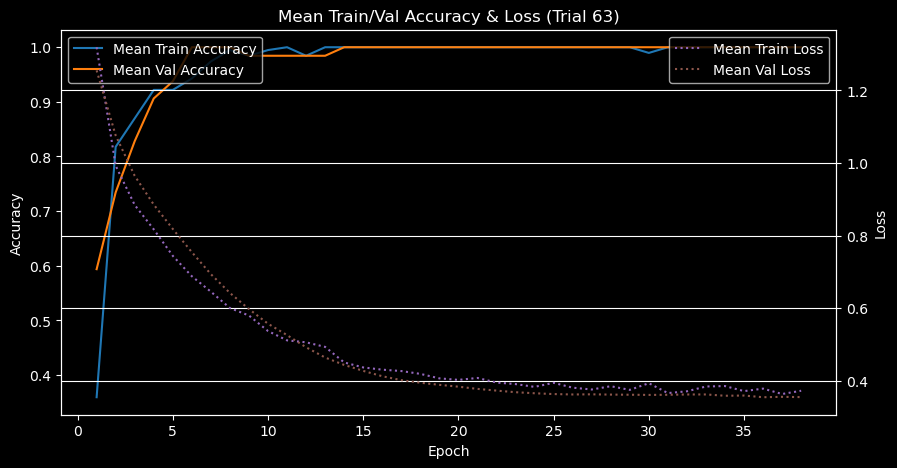 Mean Train/Val Accuracy & Loss (Trial 63)
Mean Train Accuracy
Mean Val Accuracy
Mean Train Loss
Mean Val Loss
1.0
0.9
0.8
0.7
0.6
0.5
0.4
Accuracy
1.2
1.0
0.8
0.6
0.4
Loss
0 5 10 15 20 25 30 35
Epoch